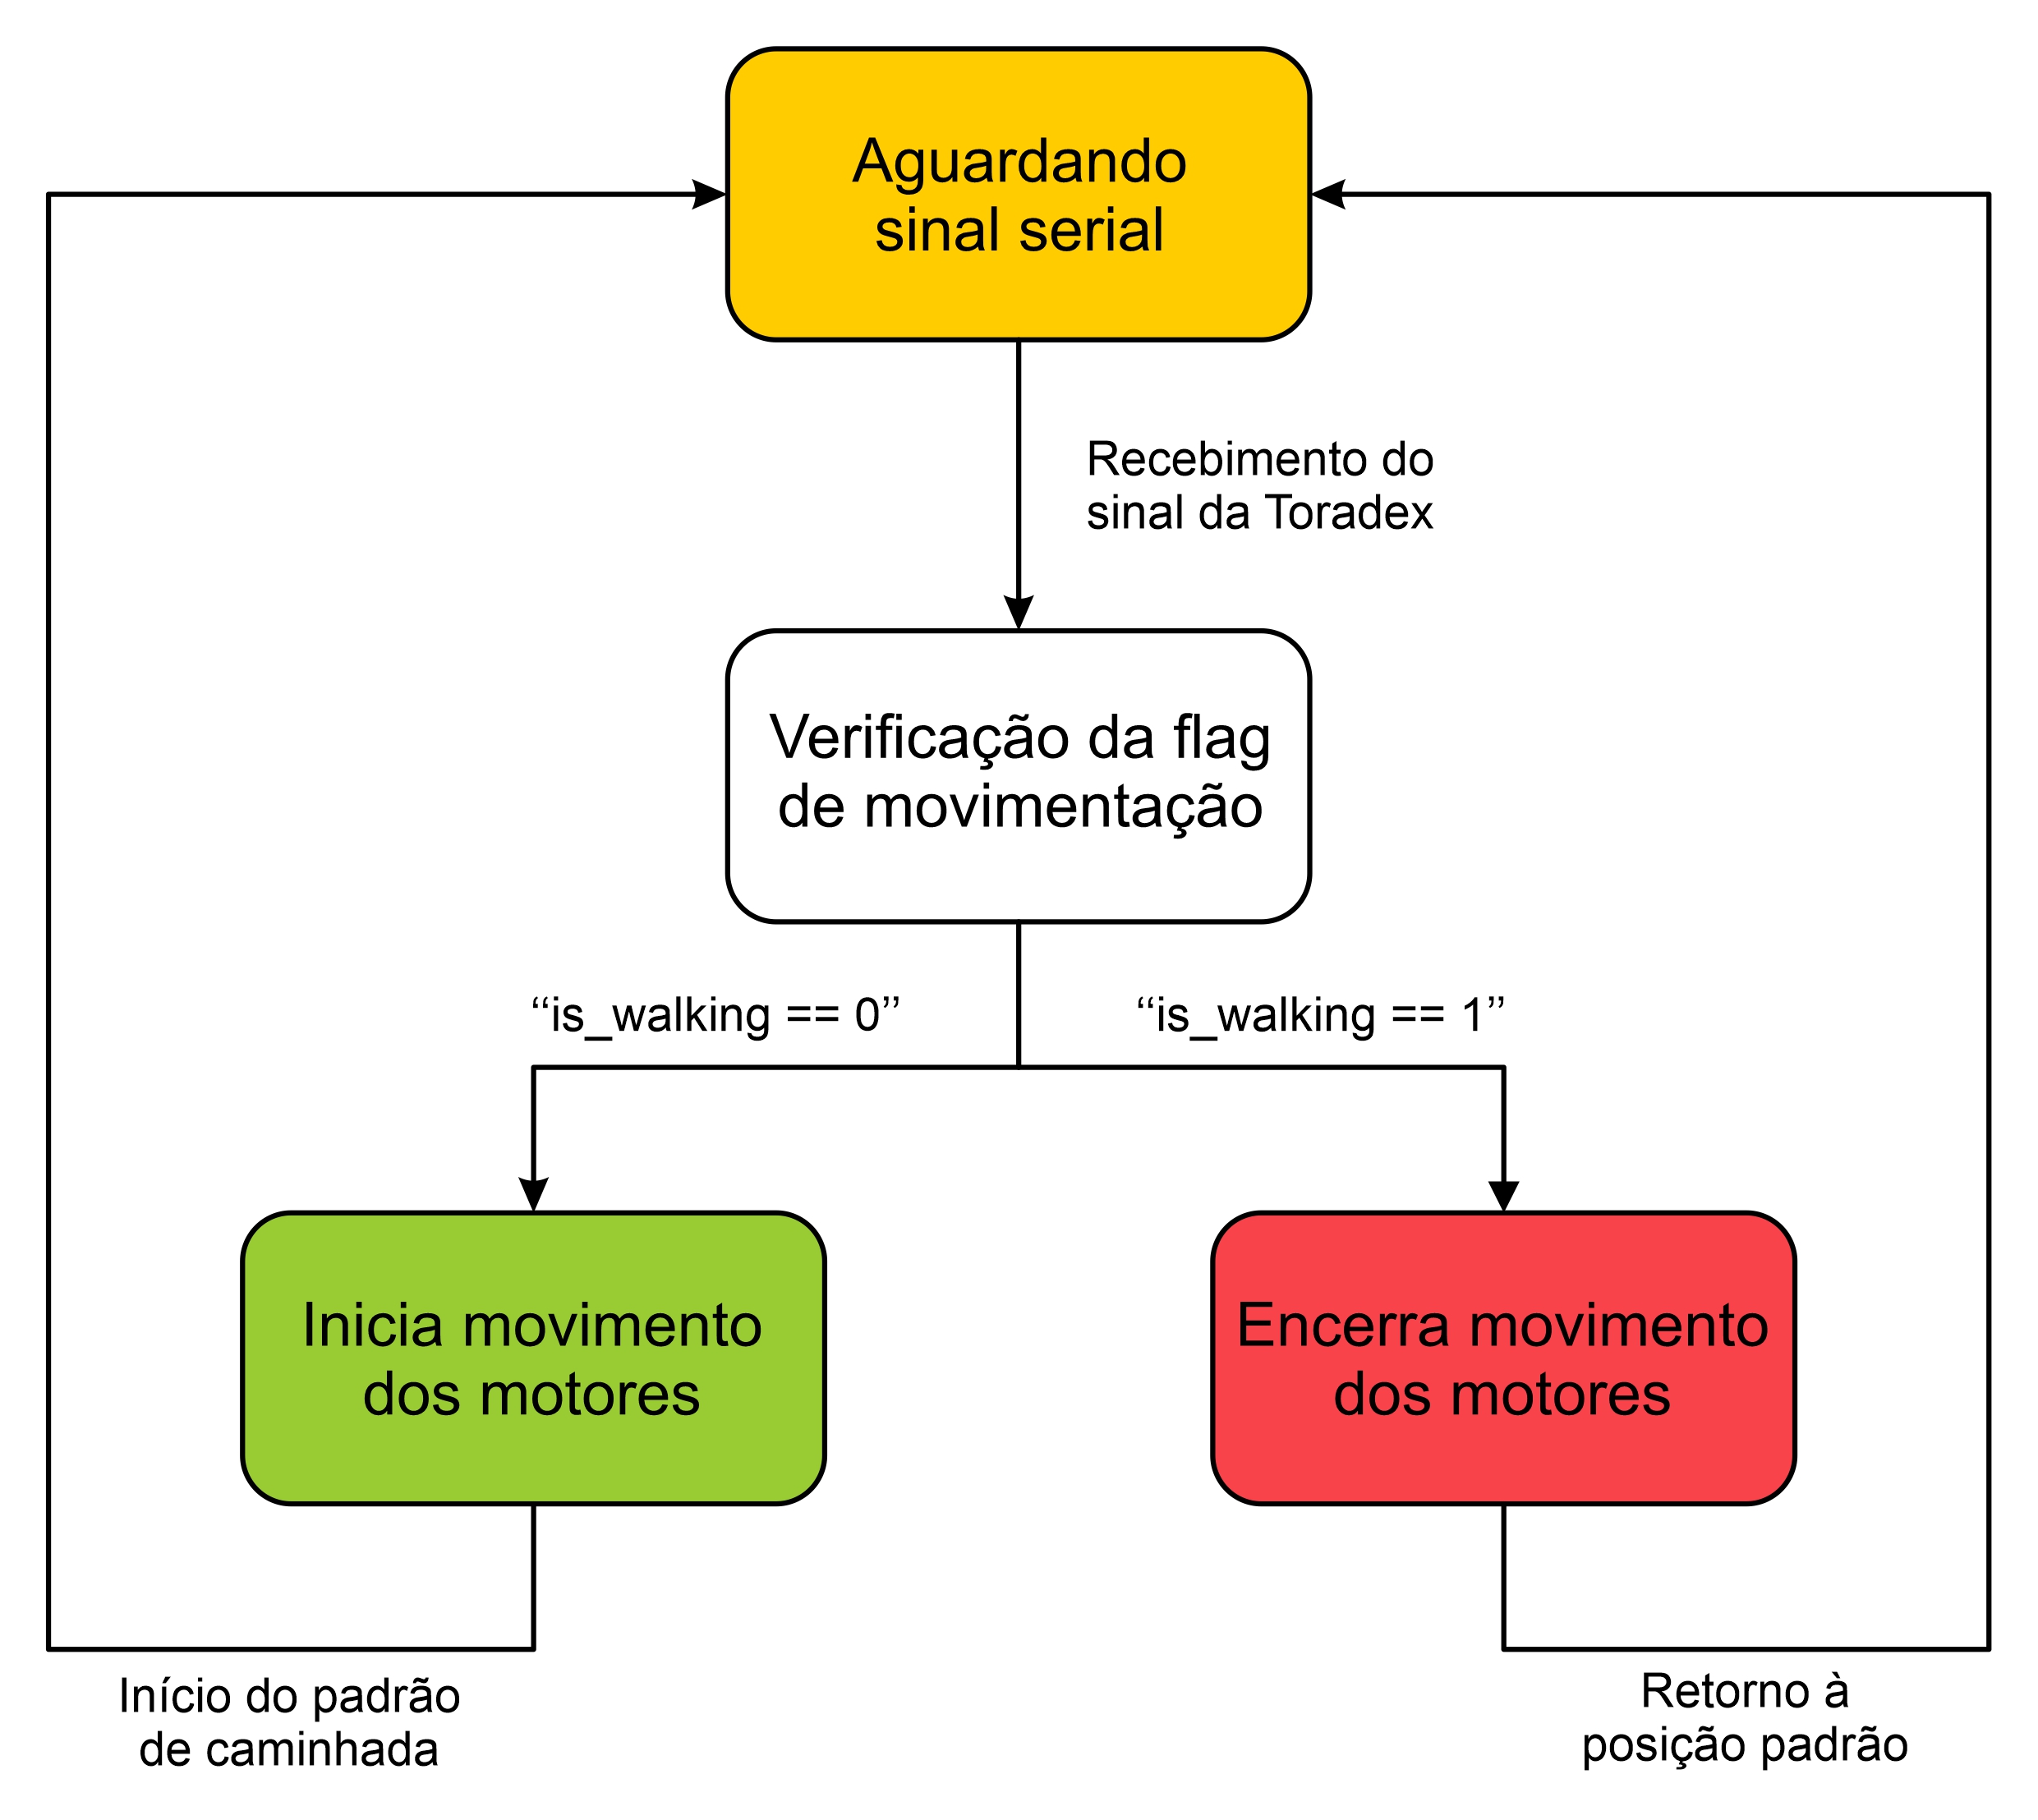 Aguardando
sinal serial
Recebimento do
sinal da Toradex
Verificação da flag
de movimentação
“is_walking == 0”
“is_walking == 1”
Inicia movimento
dos motores
Encerra movimento
dos motores
Início do padrão
de caminhada
Retorno à
posição padrão